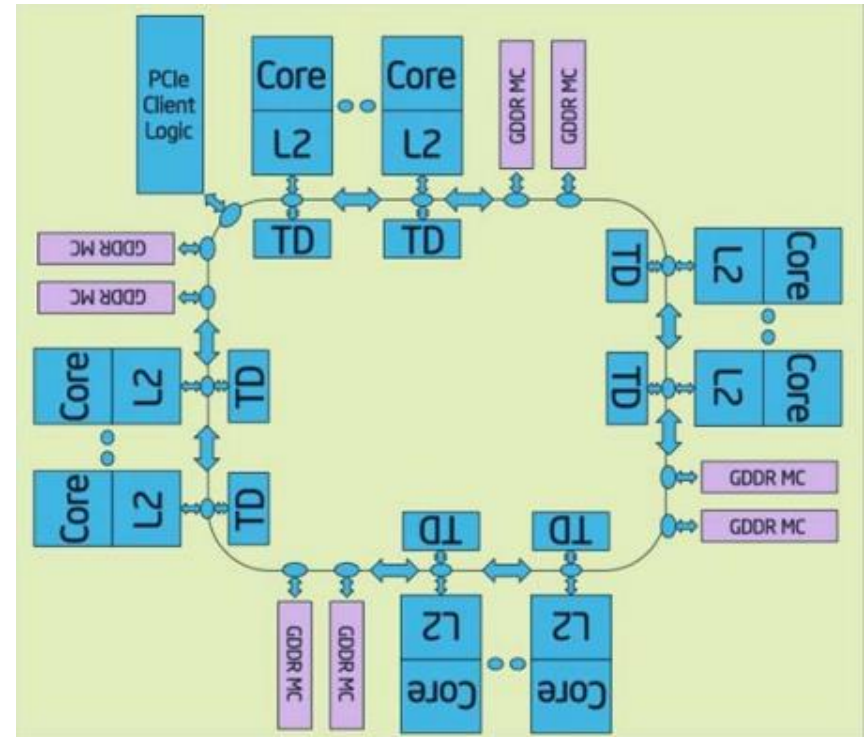 PCIe
Client
Logic
Core
Core
L2
L2
GDDR MC
GDDR MC
TD
TD
GDDR MC
GDDR MC
TD
L2
Core
TD
L2
Core
Core
L2
TD
Core
L2
TD
GDDR MC
GDDR MC
TD
TD
GDDR MC
GDDR MC
L2
L2
Core
Core